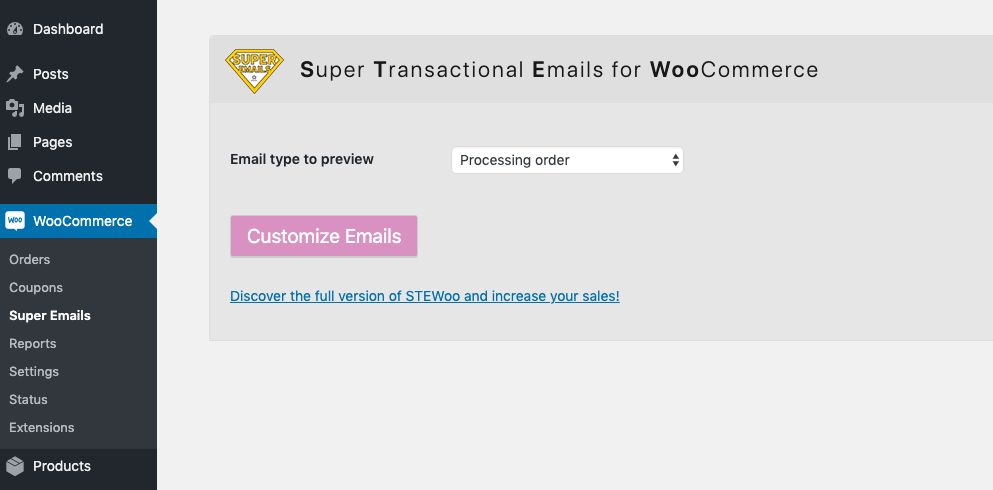 Dashboard
Posts
Media
Pages
Comments
WOO WooCommerce
Orders
Coupons
Super Emails
Reports
Settings
Status
Extensions
Products
SUPER
EMAILS
Super Transactional Emails for WooCommerce
Email type to preview
Processing order
Customize Emails
Discover the full version of STEWoo and increase your sales!